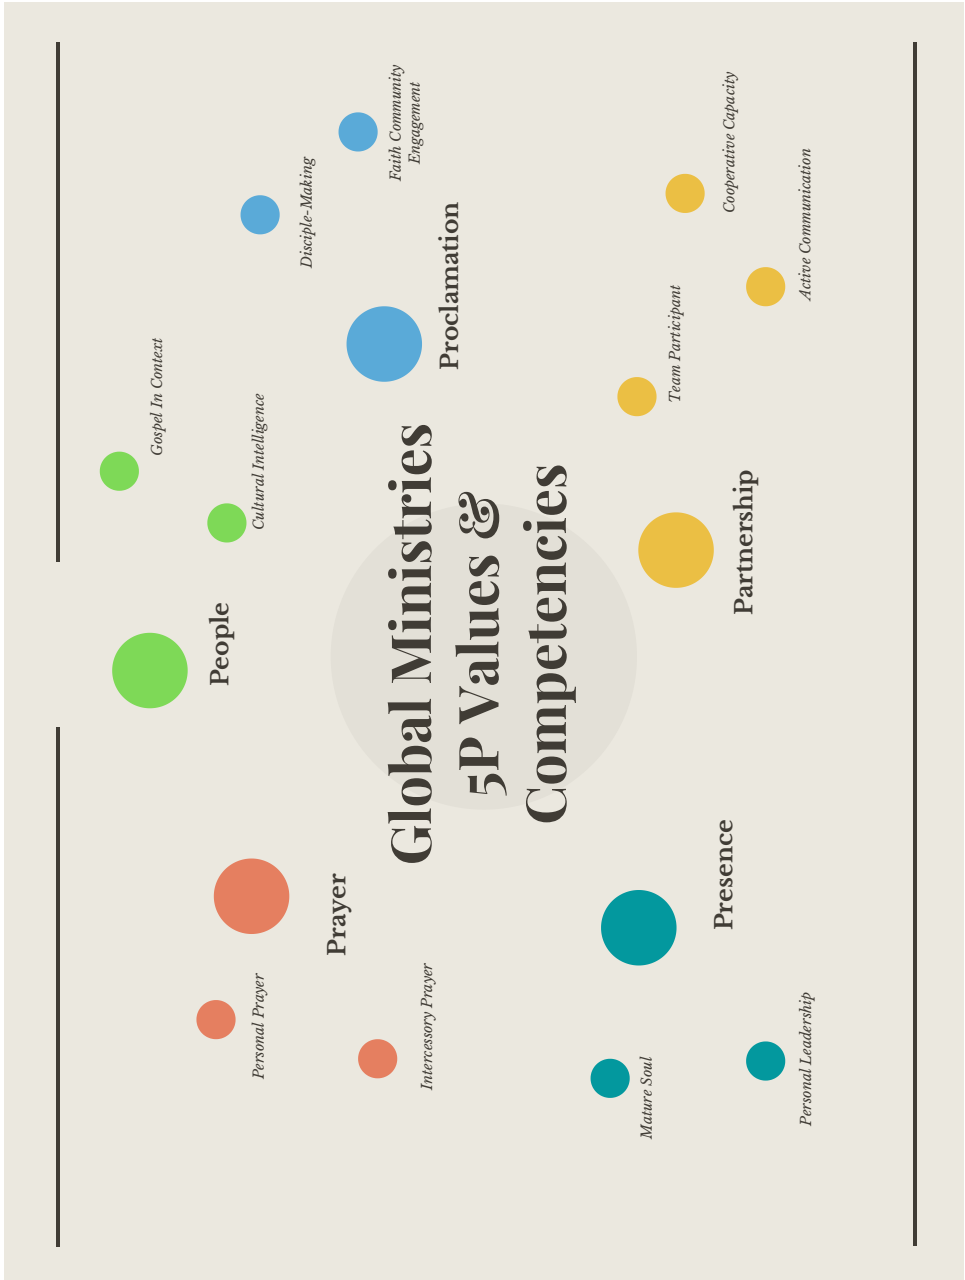 People
Gospel In Context
Cultural Intelligence
Prayer
Personal Prayer
Intercessory Prayer
Global Ministries
5P Values &
Competencies
Proclamation
Disciple-Making
Faith Community
Engagement
Presence
Mature Soul
Personal Leadership
Partnership
Team Participant
Cooperative Capacity
Active Communication